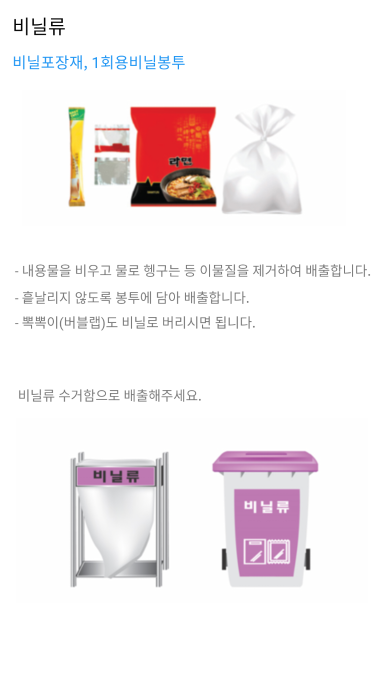 비닐류
비닐포장재, 1회용비닐봉투
라면
- 내용물을 비우고 물로 헹구는 등 이물질을 제거하여 배출합니다.
- 흩날리지 않도록 봉투에 담아 배출합니다.
- 뽁뽁이(버블랩)도 비닐로 버리시면 됩니다.
비닐류 수거함으로 배출해주세요.
비닐류
비닐류